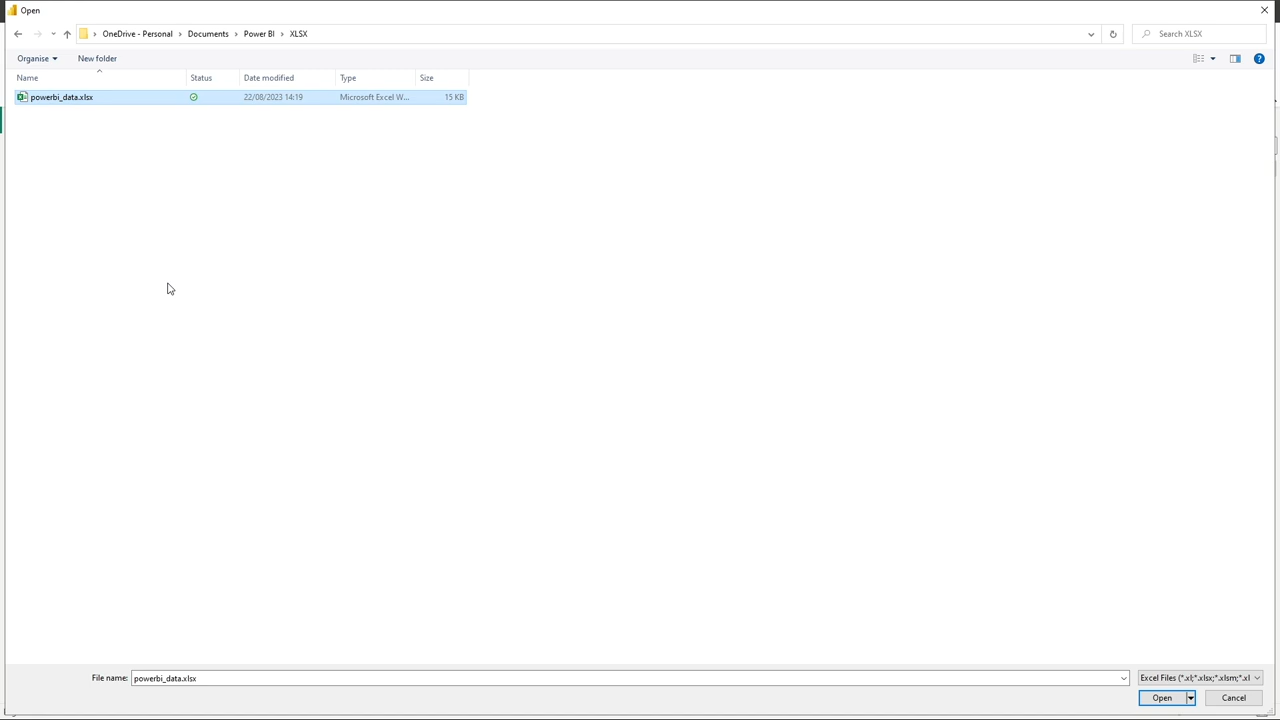 Open
OneDrive - Personal > Documents > Power BI > XLSX
Search XLSX
Organise
New folder
Name Status Date modified Type Size
powerbi_data.xlsx 22/08/2023 14:19 Microsoft Excel W... 15 KB
File name: powerbi_data.xlsx
Excel Files (*.xl;*.xlsx;*.xlsm;*.xl
Open Cancel